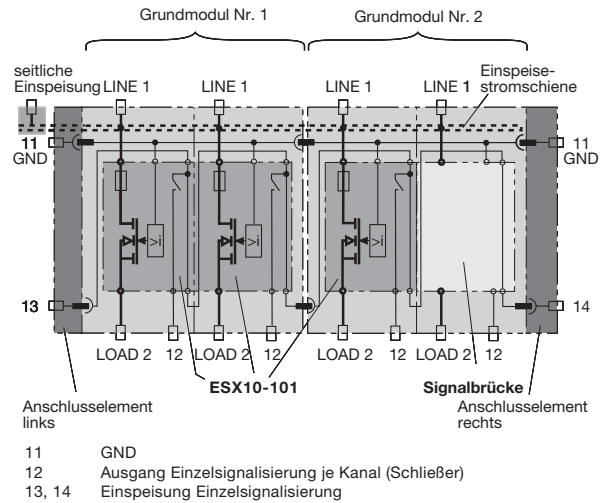 Grundmodul Nr. 1
Grundmodul Nr. 2
seitliche
Einspeisung
LINE 1
LINE 1
LINE 1
LINE 1
Einspeise-
stromschiene
11
GND
11
GND
>i
>i
>i
13
14
LOAD 2
12
LOAD 2
12
LOAD 2
12
LOAD 2
12
ESX10-101
Signalbrücke
Anschlusselement
links
Anschlusselement
rechts
11 GND
12 Ausgang Einzelsignalisierung je Kanal (Schließer)
13, 14 Einspeisung Einzelsignalisierung